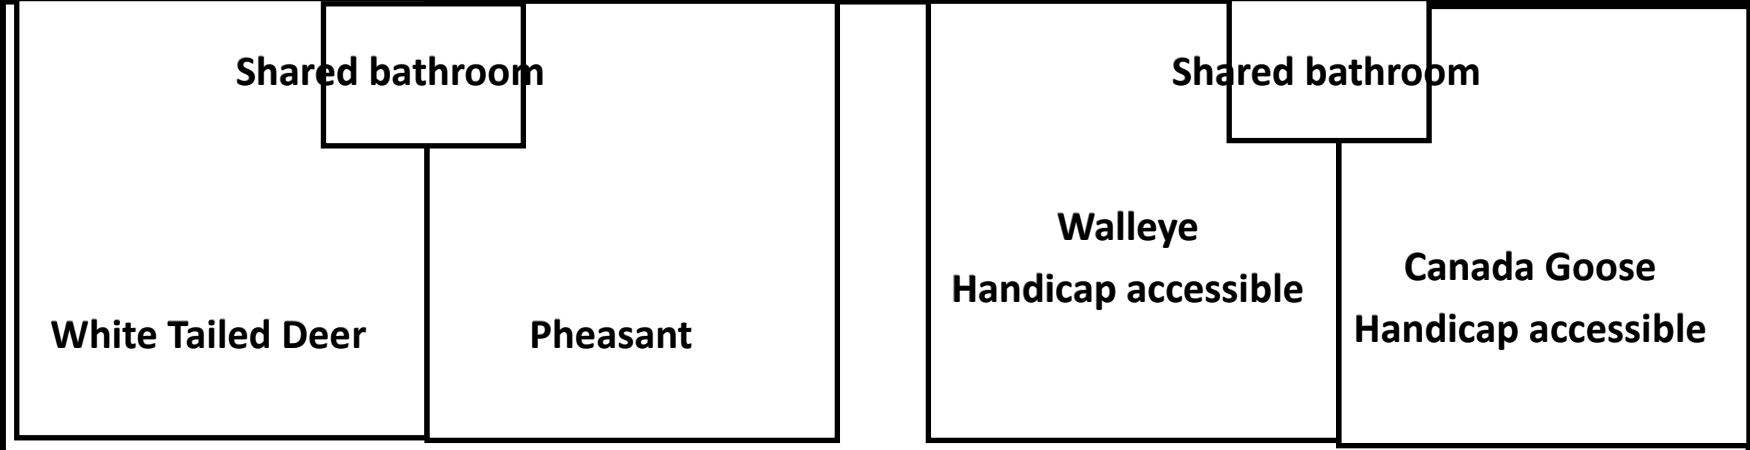 Shared bathroom
White Tailed Deer
Pheasant
Shared bathroom
Walleye
Handicap accessible
Canada Goose
Handicap accessible